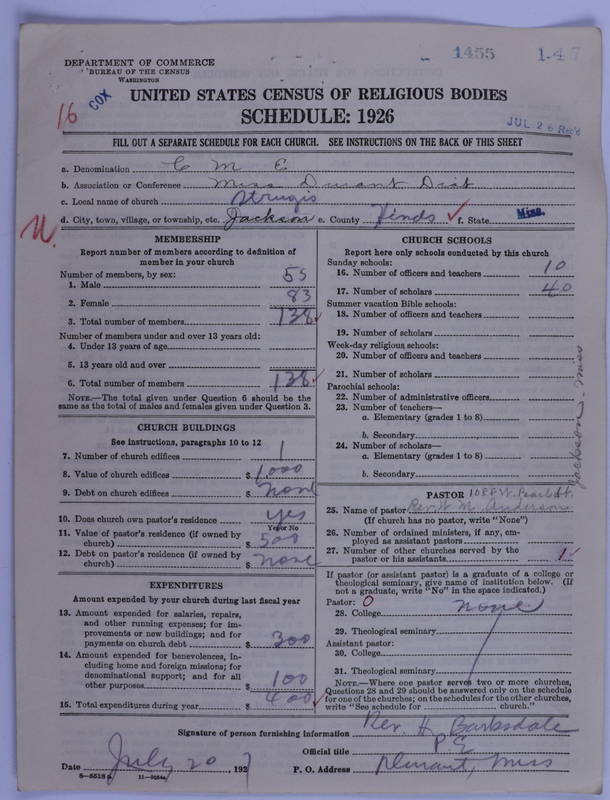 1455 1-47
DEPARTMENT OF COMMERCE
BUREAU OF THE CENSUS
WASHINGTON
16 COX
UNITED STATES CENSUS OF RELIGIOUS BODIES
SCHEDULE: 1926
JUL 26 Rec'd
FILL OUT A SEPARATE SCHEDULE FOR EACH CHURCH. SEE INSTRUCTIONS ON THE BACK OF THIS SHEET
a. Denomination C M E
b. Association or Conference Miss Durant Dist
c. Local name of church Sturgis
d. City, town, village, or township, etc. Jackson e. County Hinds f. State Miss.
MEMBERSHIP
Report number of members according to definition of
member in your church
Number of members, by sex:
1. Male 55
2. Female 83
3. Total number of members 138
Number of members under and over 13 years old:
4. Under 13 years of age
5. 13 years old and over
6. Total number of members 138
NOTE.—The total given under Question 6 should be
the same as the total of males and females given under Question 3.
CHURCH BUILDINGS
See instructions, paragraphs 10 to 12
7. Number of church edifices 1
8. Value of church edifices $ 1,000
9. Debt on church edifices $ none
10. Does church own pastor's residence yes
Yes or No
11. Value of pastor's residence (if owned by
church) $ 500
12. Debt on pastor's residence (if owned by
church) $ none
EXPENDITURES
Amount expended by your church during last fiscal year
13. Amount expended for salaries, repairs,
and other running expenses; for im-
provements or new buildings; and for
payments on church debt $ 300
14. Amount expended for benevolences, in-
cluding home and foreign missions; for
denominational support; and for all
other purposes $ 100
15. Total expenditures during year $ 400
CHURCH SCHOOLS
Report here only schools conducted by this church
Sunday schools:
16. Number of officers and teachers 10
17. Number of scholars 40
Summer vacation Bible schools:
18. Number of officers and teachers
19. Number of scholars
Week-day religious schools:
20. Number of officers and teachers
21. Number of scholars
Parochial schools:
22. Number of administrative officers
23. Number of teachers—
a. Elementary (grades 1 to 8)
b. Secondary
24. Number of scholars—
a. Elementary (grades 1 to 8)
b. Secondary
Jackson - Miss
PASTOR 1088 W. Pearl St.
25. Name of pastor Rev. W. M. Anderson
(If church has no pastor, write "None")
26. Number of ordained ministers, if any, em-
ployed as assistant pastors
27. Number of other churches served by the
pastor or his assistants 1
If pastor (or assistant pastor) is a graduate of a college or
theological seminary, give name of institution below. (If
not a graduate, write "No" in the space indicated.)
Pastor: 0
28. College none
29. Theological seminary
Assistant pastor:
30. College
31. Theological seminary
NOTE.—Where one pastor serves two or more churches,
Questions 28 and 29 should be answered only on the schedule
for one of the churches; on the schedules for the other churches,
write "See schedule for church."
Signature of person furnishing information Rev. H. Barksdale
Official title P E
Date July 20, 192 P. O. Address Durant, Miss
8—5518 a 11—9154a